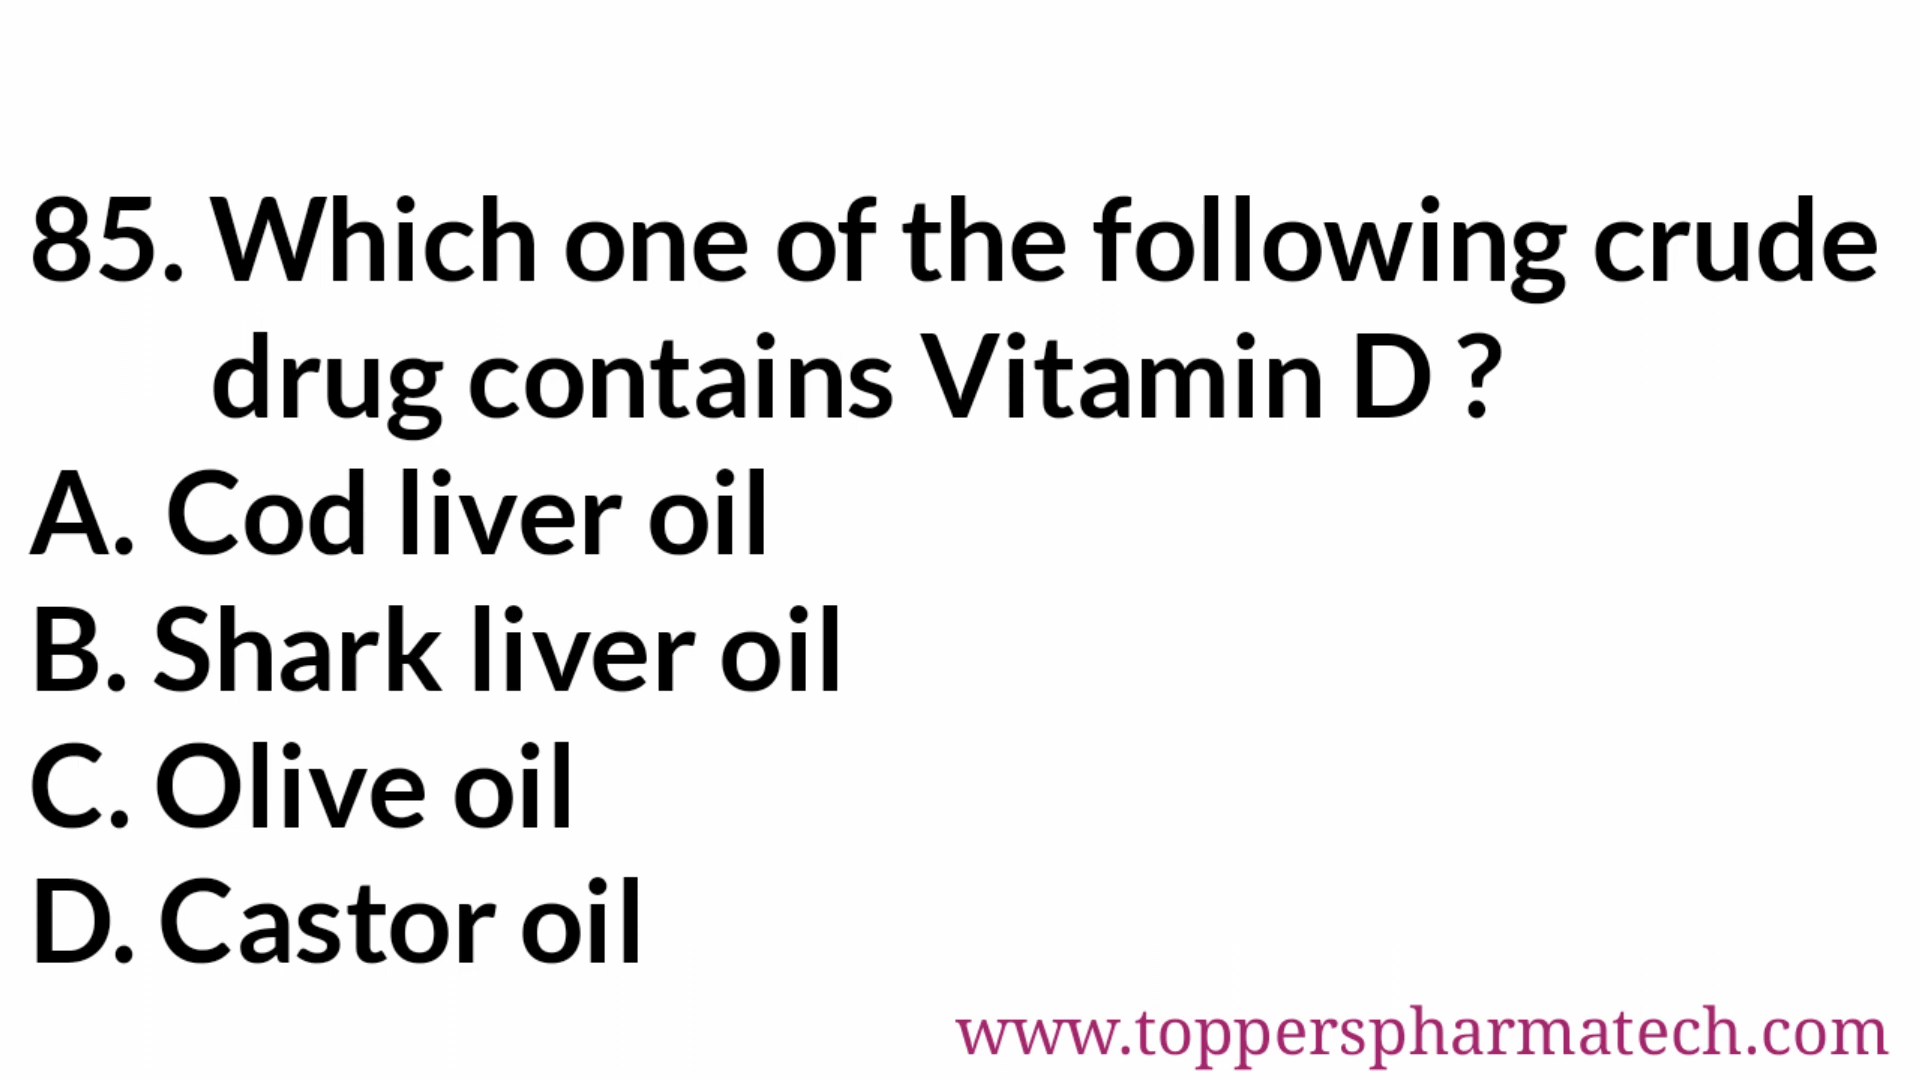 85. Which one of the following crude
drug contains Vitamin D ?
A. Cod liver oil
B. Shark liver oil
C. Olive oil
D. Castor oil
www.topperspharmatech.com